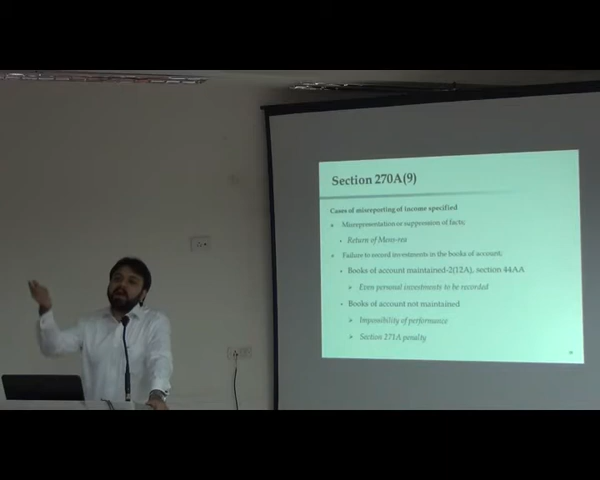 Section 270A(9)
Cases of misreporting of income specified
Misrepresentation or suppression of facts;
Return of Mens-rea
Failure to record investments in the books of account.
Books of account maintained-2(12A), section 44AA
Even personal investments to be recorded
Books of account not maintained
Impossibility of performance
Section 271A penalty